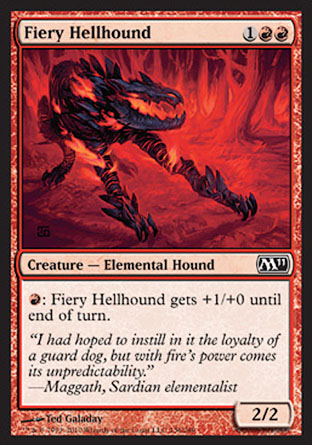 Fiery Hellhound 1
Creature — Elemental Hound M11
: Fiery Hellhound gets +1/+0 until
end of turn.
“I had hoped to instill in it the loyalty of
a guard dog, but with fire’s power comes
its unpredictability.”
—Maggath, Sardian elementalist
Ted Galaday
2/2